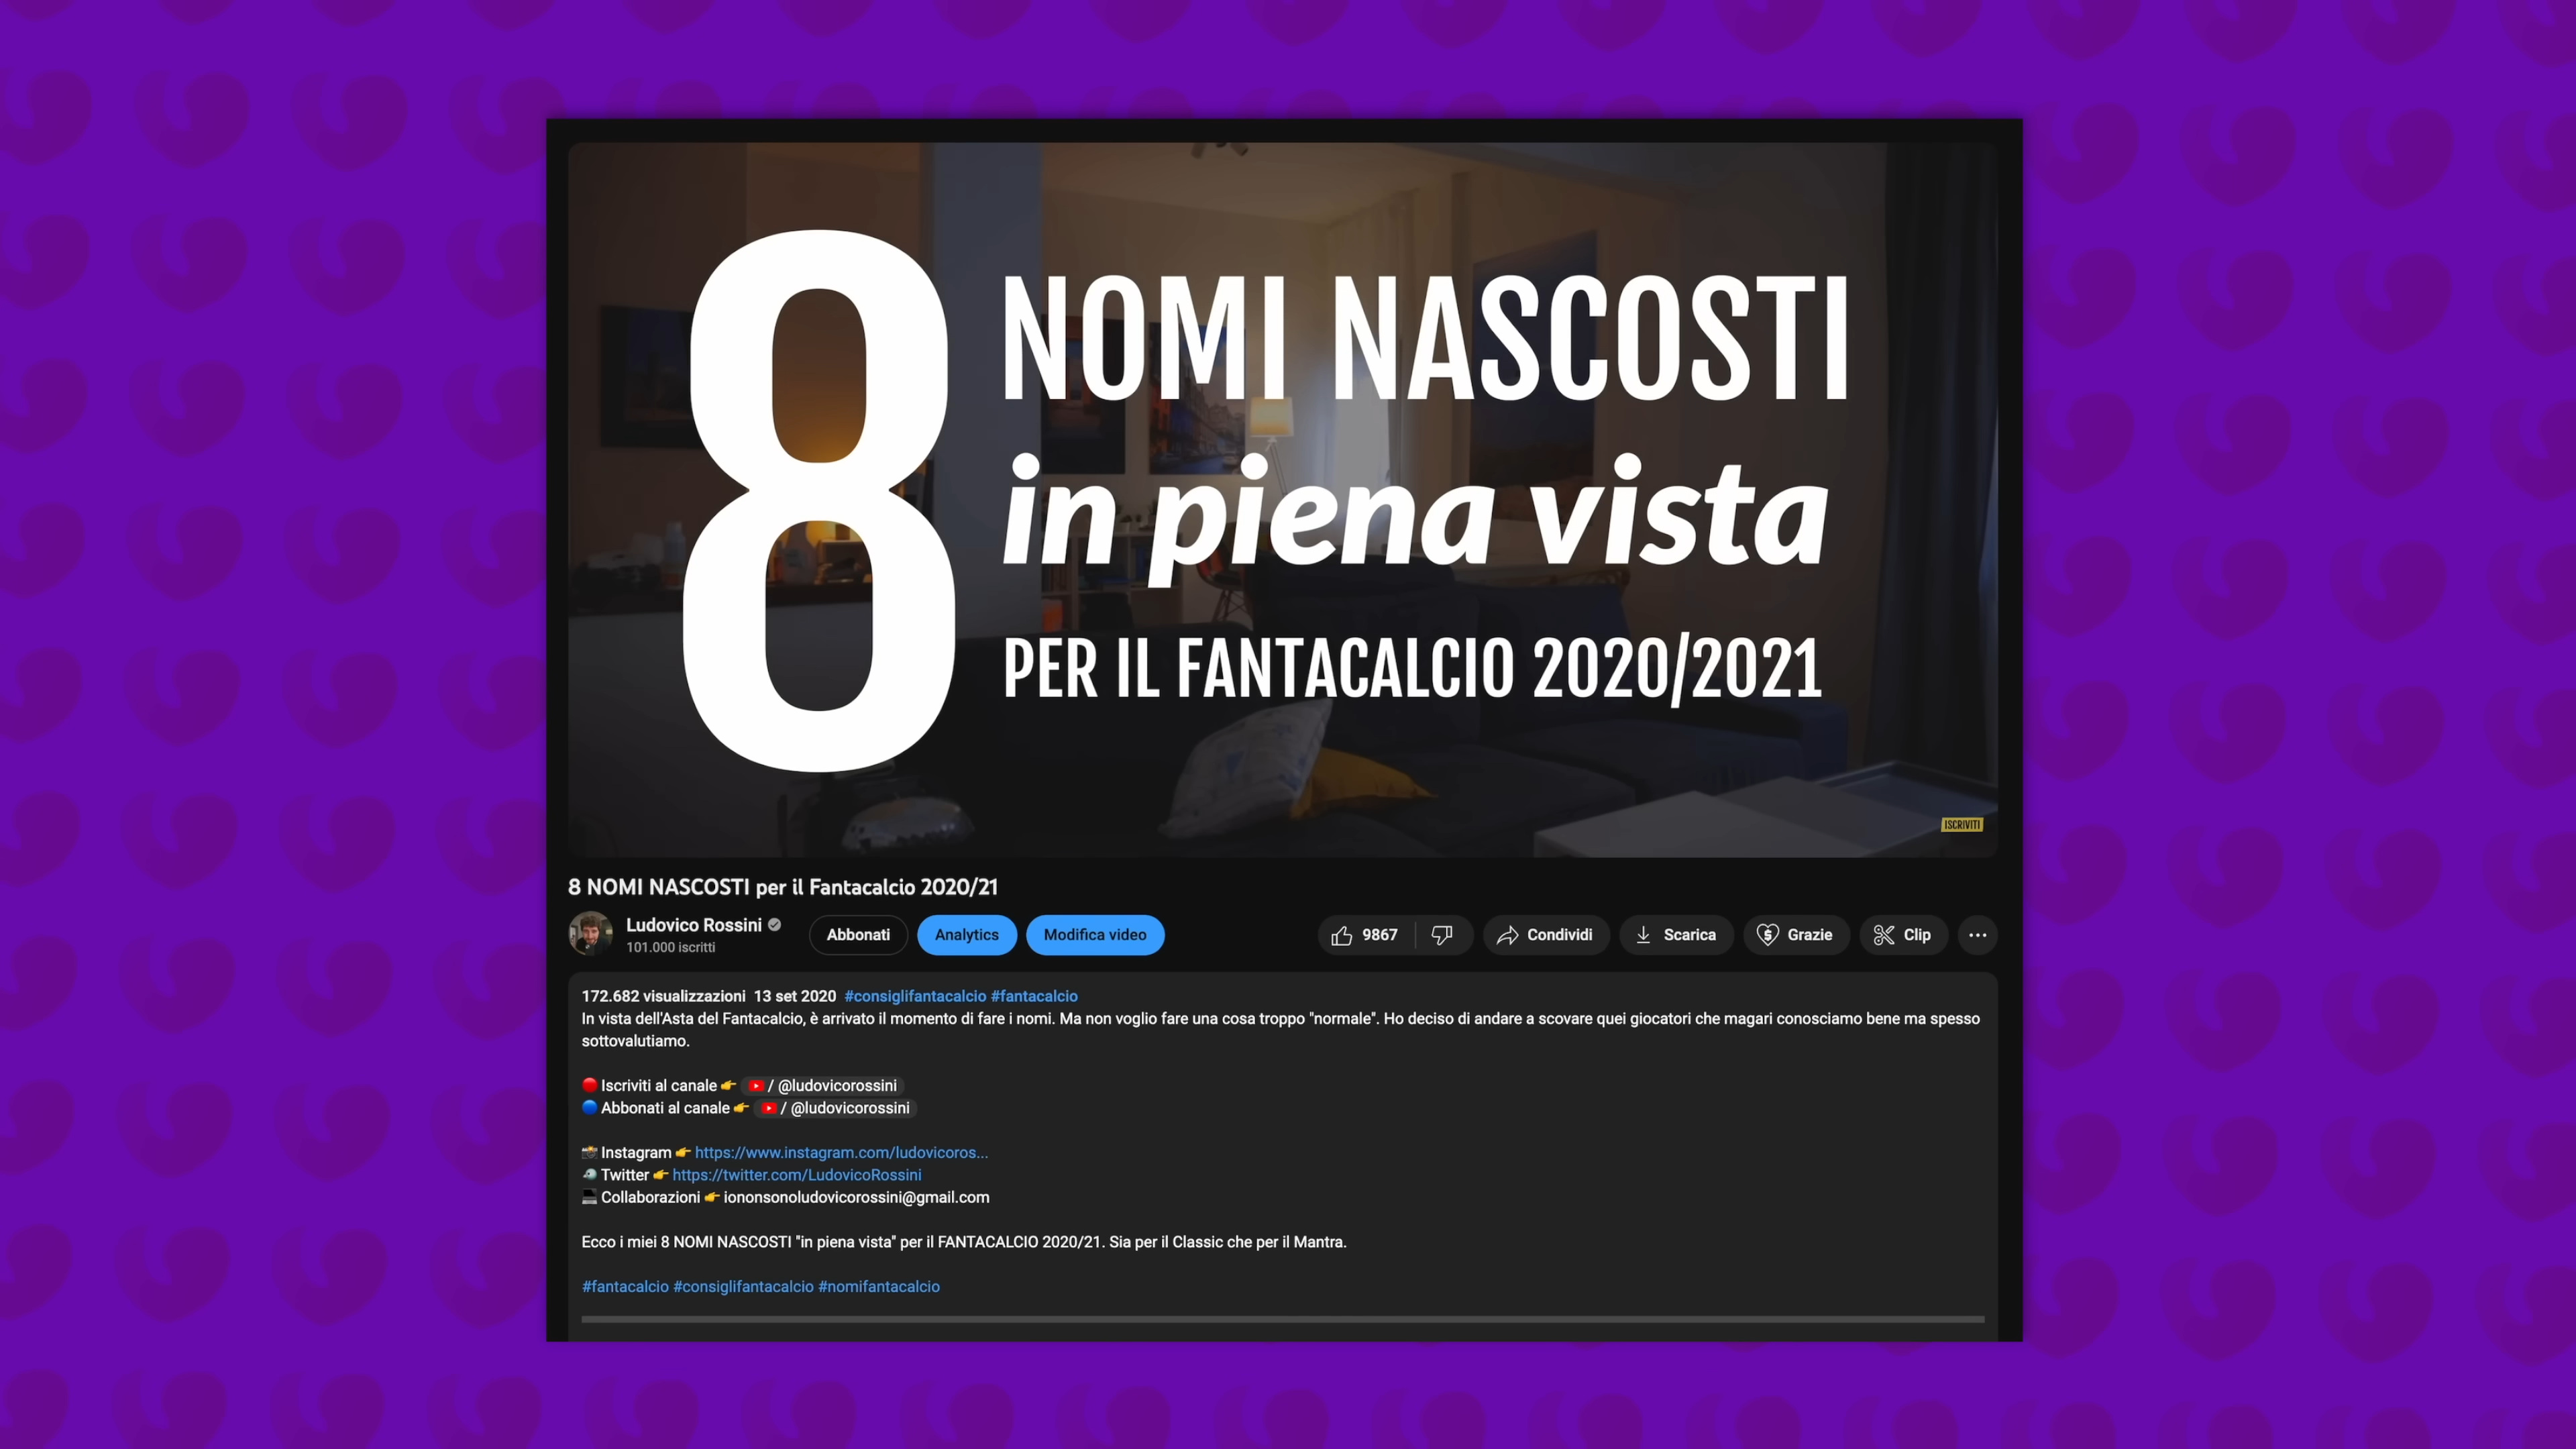 8
NOMI NASCOSTI
in piena vista
PER IL FANTACALCIO 2020/2021
ISCRIVITI
8 NOMI NASCOSTI per il Fantacalcio 2020/21
Ludovico Rossini
101.000 iscritti
Abbonati
Analytics
Modifica video
9867
Condividi
Scarica
Grazie
Clip
172.682 visualizzazioni 13 set 2020 #consiglifantacalcio #fantacalcio
In vista dell'Asta del Fantacalcio, è arrivato il momento di fare i nomi. Ma non voglio fare una cosa troppo "normale". Ho deciso di andare a scovare quei giocatori che magari conosciamo bene ma spesso
sottovalutiamo.
🔴 Iscriviti al canale 👉 / @ludovicorossini
🔵 Abbonati al canale 👉 / @ludovicorossini
📸 Instagram 👉 https://www.instagram.com/ludovicoros...
Twitter 👉 https://twitter.com/LudovicoRossini
💻 Collaborazioni 👉 iononsonoludovicorossini@gmail.com
Ecco i miei 8 NOMI NASCOSTI "in piena vista" per il FANTACALCIO 2020/21. Sia per il Classic che per il Mantra.
#fantacalcio #consiglifantacalcio #nomifantacalcio